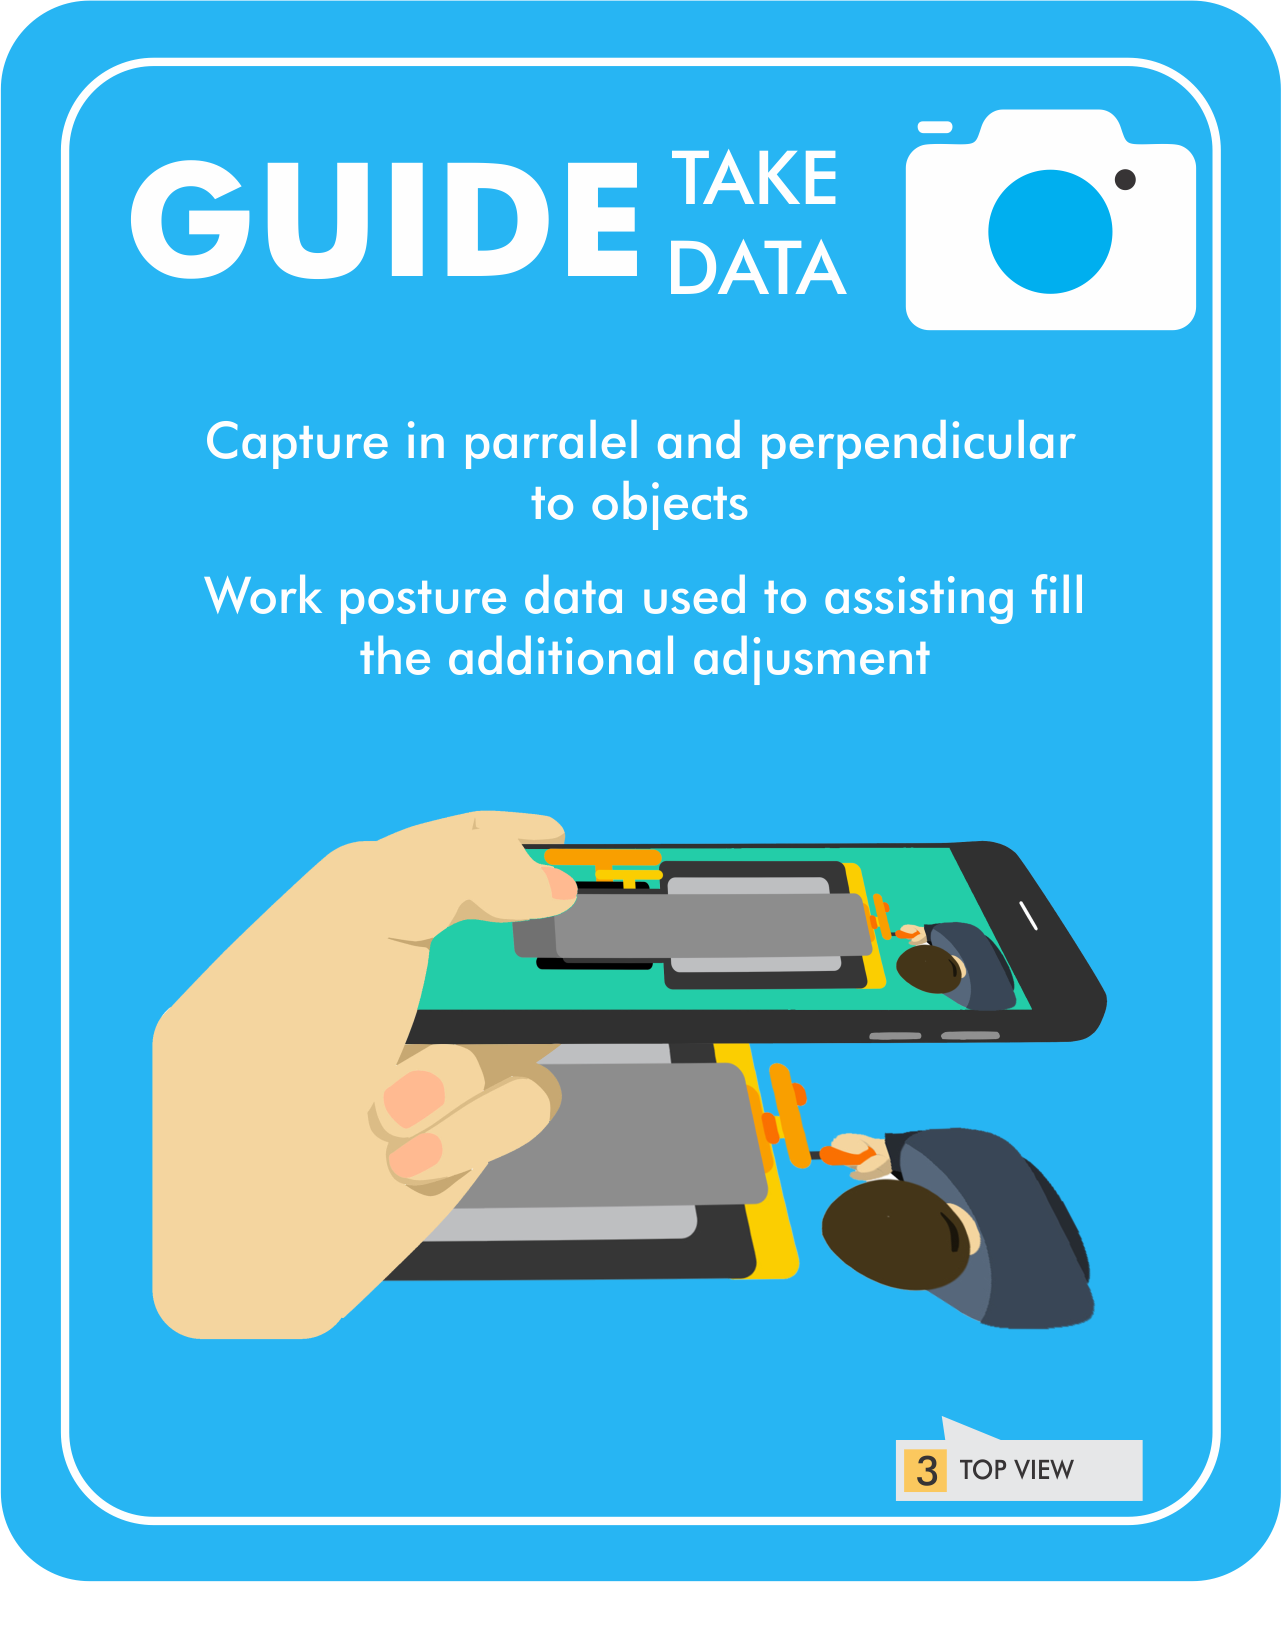 GUIDE
TAKE
DATA
Capture in parralel and perpendicular
to objects
Work posture data used to assisting fill
the additional adjusment
3 TOP VIEW